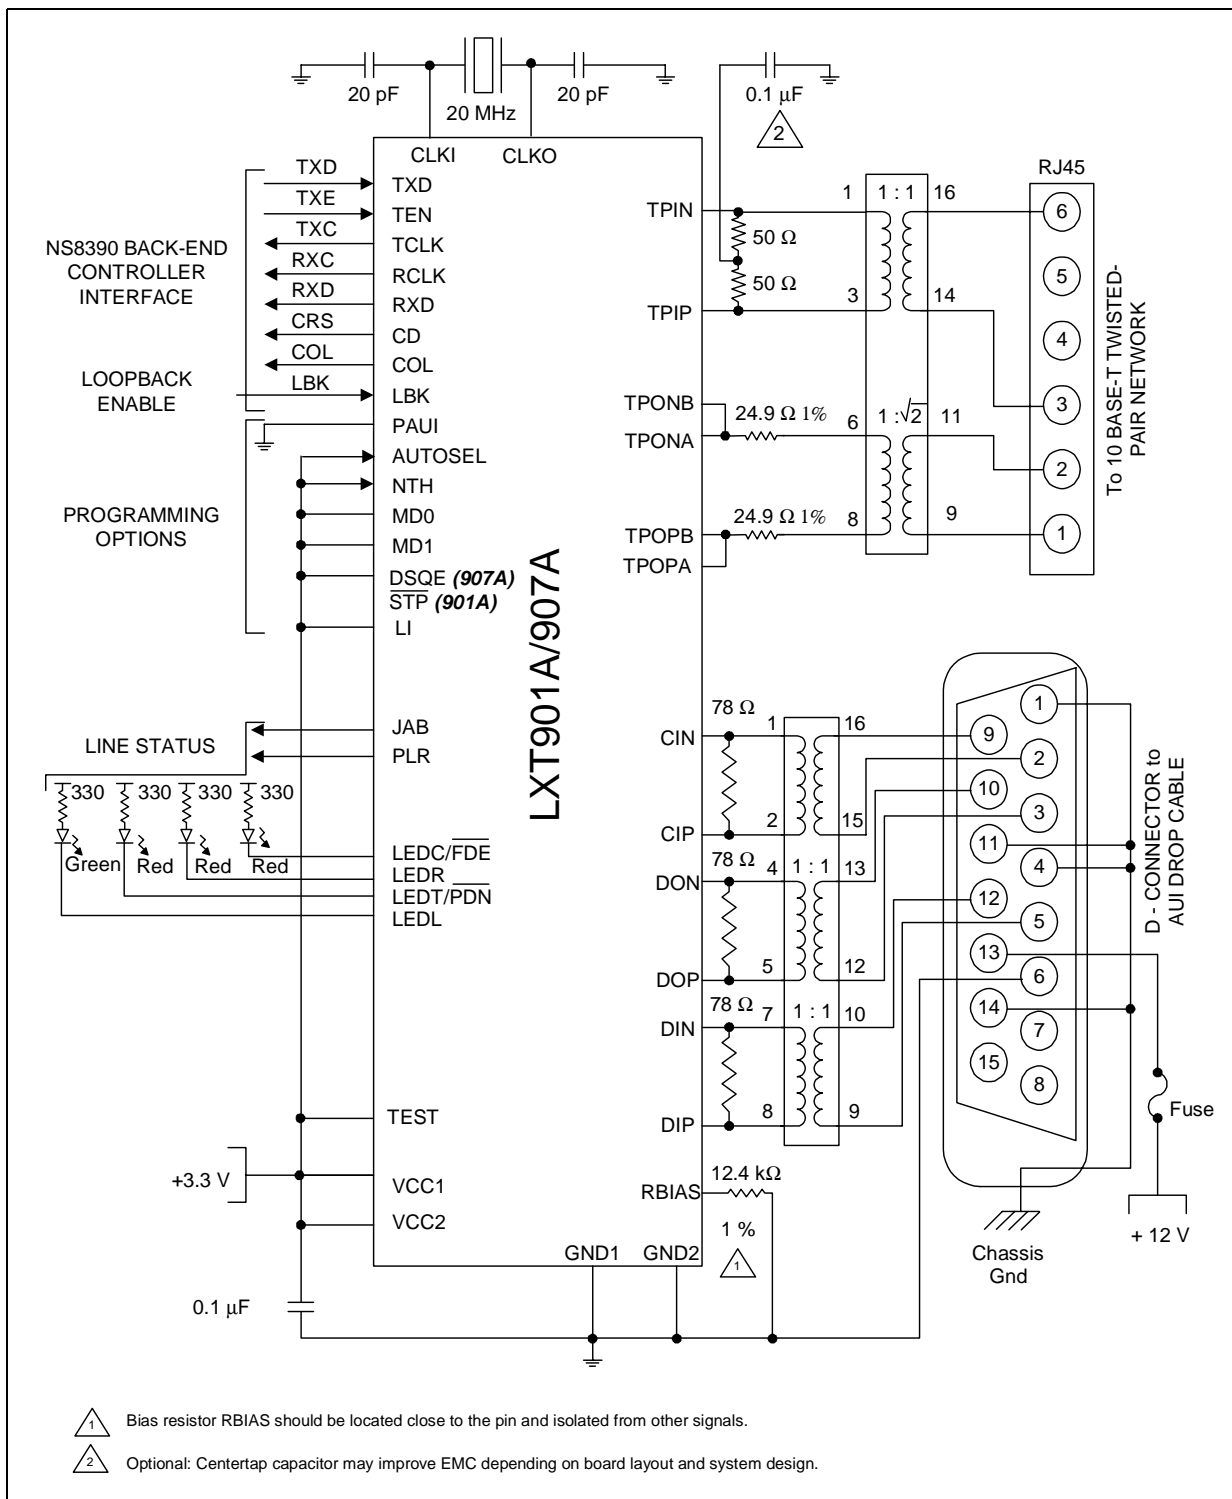 20 pF
20 MHz
20 pF
0.1 μF
2
CLKI
CLKO
NS8390 BACK-END
CONTROLLER
INTERFACE
TXD
TXE
TXC
RXC
RXD
CRS
COL
LBK
LOOPBACK
ENABLE
TXD
TEN
TCLK
RCLK
RXD
CD
COL
LBK
PAUI
AUTOSEL
NTH
MD0
MD1
DSQE (907A)
STP (901A)
LI
PROGRAMMING
OPTIONS
LXT901A/907A
TPIN
TPIP
50 Ω
50 Ω
1
1 : 1
16
3
14
TPONB
TPONA
24.9 Ω 1%
6
1 : √2
11
TPOPB
TPOPA
24.9 Ω 1%
8
9
RJ45
6
5
4
3
2
1
To 10 BASE-T TWISTED-
PAIR NETWORK
LINE STATUS
JAB
PLR
330
330
330
330
Green
Red
Red
Red
LEDC/FDE
LEDR
LEDT/PDN
LEDL
CIN
78 Ω
1
16
CIP
2
15
78 Ω
DON
4
1 : 1
13
DOP
5
12
78 Ω
DIN
7
1 : 1
10
DIP
8
9
1
9
2
10
3
11
4
12
5
13
6
14
7
15
8
D - CONNECTOR to
AUI DROP CABLE
Fuse
+ 12 V
Chassis
Gnd
TEST
+3.3 V
VCC1
VCC2
RBIAS
12.4 kΩ
1 %
1
GND1
GND2
0.1 μF
1 Bias resistor RBIAS should be located close to the pin and isolated from other signals.
2 Optional: Centertap capacitor may improve EMC depending on board layout and system design.